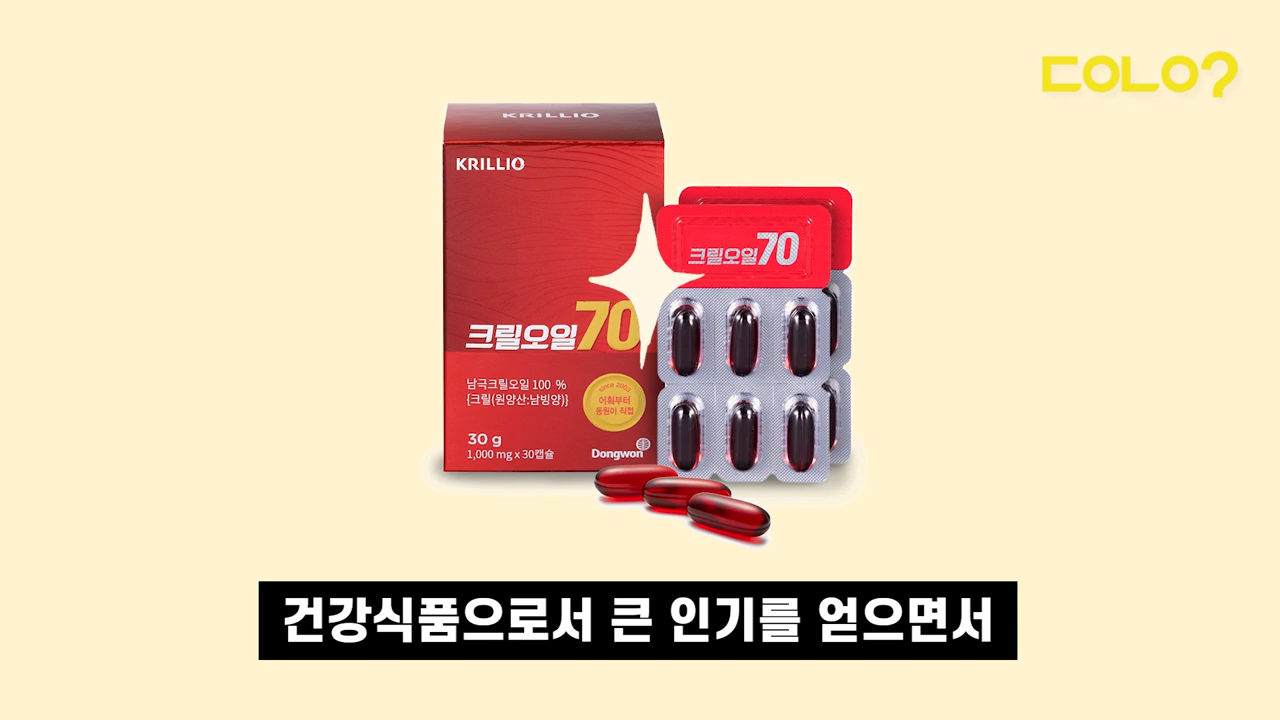 KRILLIO
KRILLIO
크릴오일70
크릴오일70
남극크릴오일 100 %
{크릴(원양산:남빙양)}
since 2003
어획부터
동원이 직접
30 g
1,000 mg x 30캡슐
Dongwon
건강식품으로서 큰 인기를 얻으면서